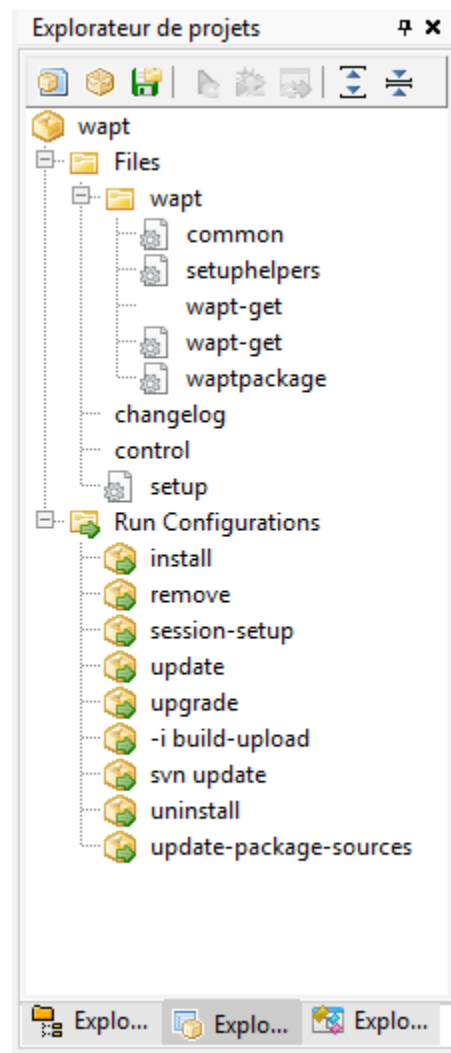 Explorateur de projets
wapt
Files
wapt
common
setuphelpers
wapt-get
wapt-get
waptpackage
changelog
control
setup
Run Configurations
install
remove
session-setup
update
upgrade
-i build-upload
svn update
uninstall
update-package-sources
Explo... Explo... Explo...